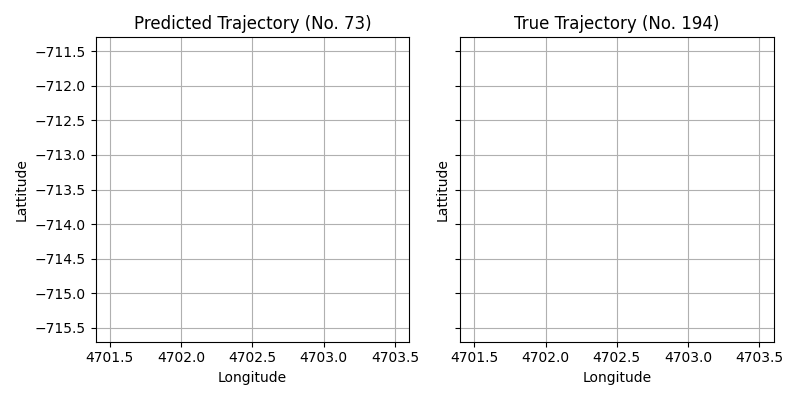 Predicted Trajectory (No. 73)
True Trajectory (No. 194)
−711.5
−712.0
−712.5
−713.0
−713.5
−714.0
−714.5
−715.0
−715.5
Lattitude
Lattitude
4701.5 4702.0 4702.5 4703.0 4703.5
4701.5 4702.0 4702.5 4703.0 4703.5
Longitude
Longitude